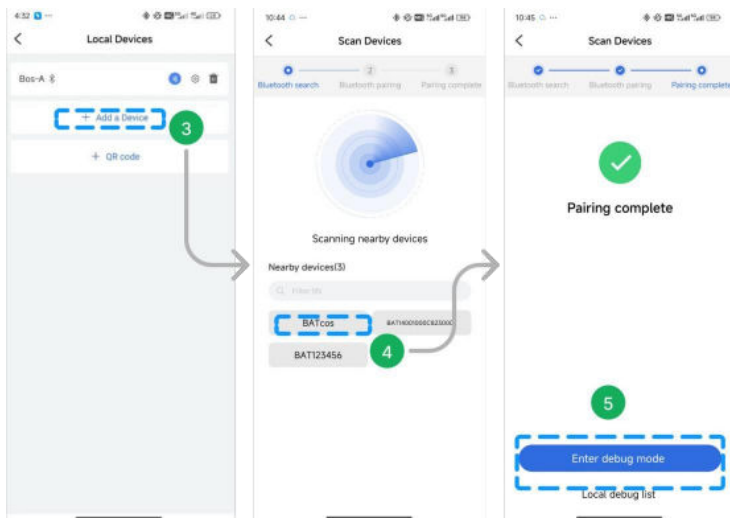 4:32
Local Devices
Bos-A
4
+ Add a Device
3
+ QR code
10:44
Scan Devices
2
3
Bluetooth search
Bluetooth pairing
Pairing complete
Scanning nearby devices
Nearby devices(3)
BATcos
BAT123456
4
10:45
Scan Devices
Bluetooth search
Bluetooth pairing
Pairing complete
Pairing complete
5
Enter debug mode
Local debug list